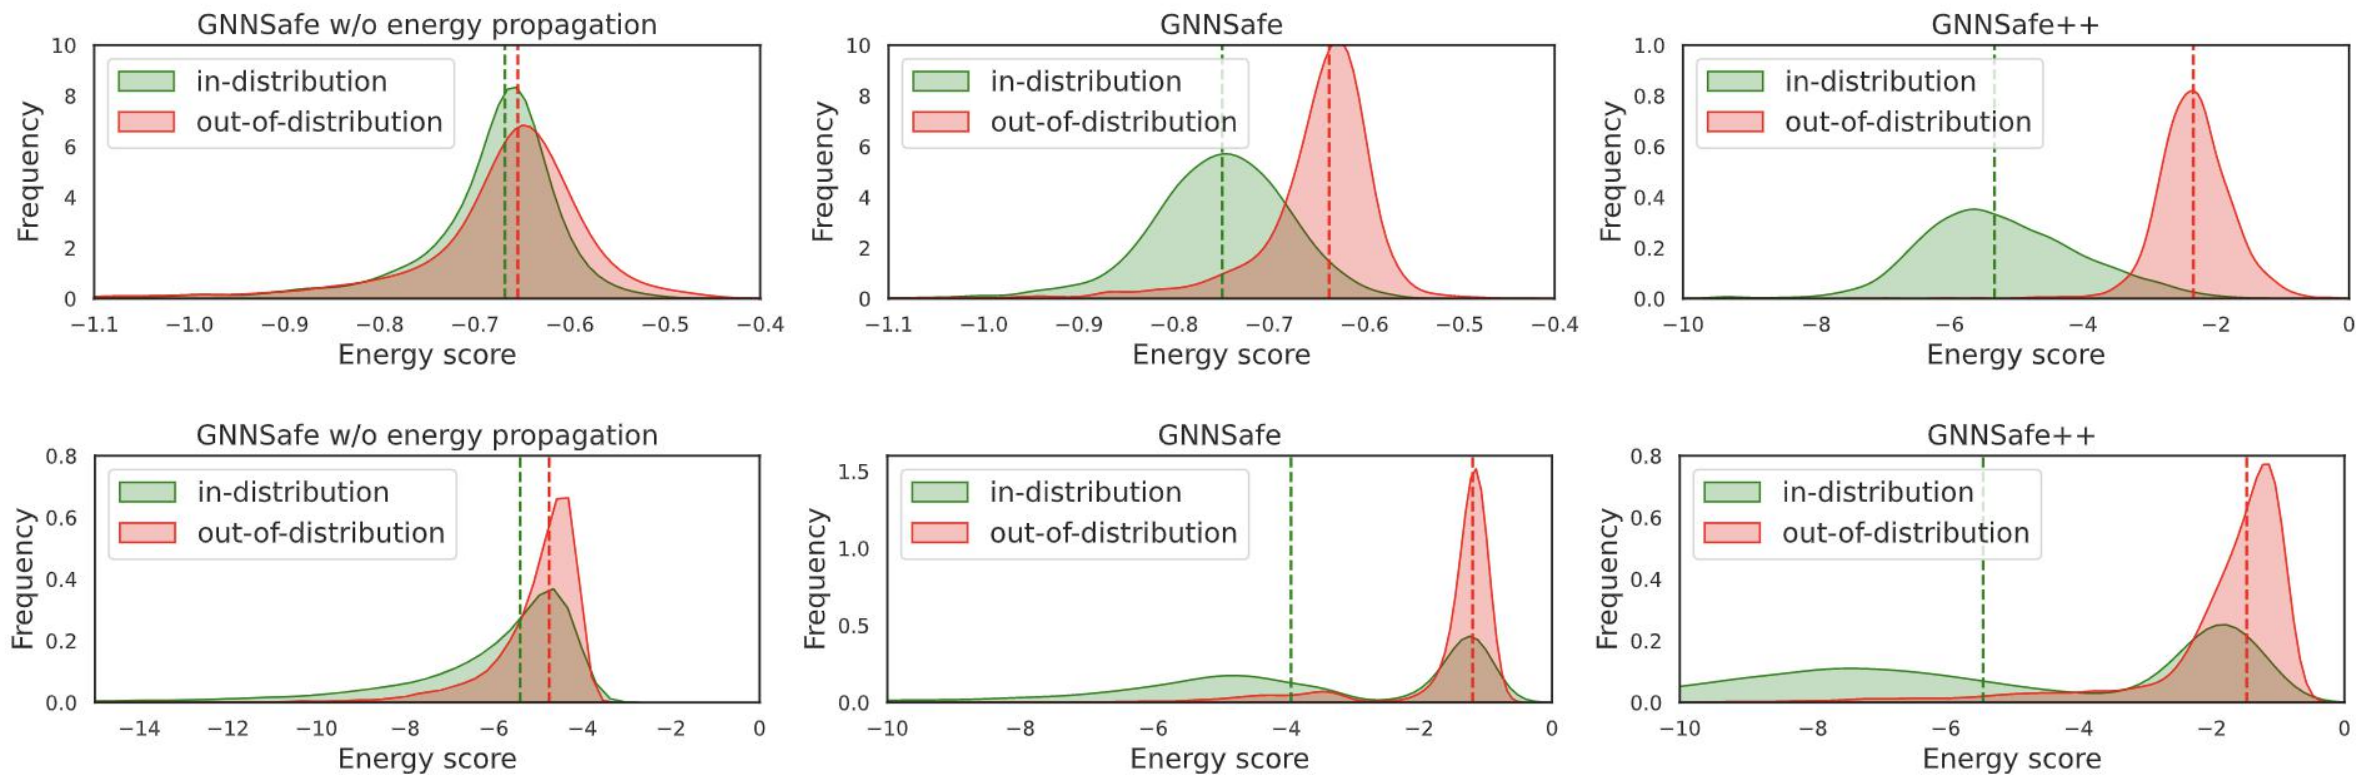 GNNSafe w/o energy propagation
10
8
6
4
2
0
Frequency
in-distribution
out-of-distribution
−1.1 −1.0 −0.9 −0.8 −0.7 −0.6 −0.5 −0.4
Energy score
GNNSafe
10
8
6
4
2
0
Frequency
in-distribution
out-of-distribution
−1.1 −1.0 −0.9 −0.8 −0.7 −0.6 −0.5 −0.4
Energy score
GNNSafe++
1.0
0.8
0.6
0.4
0.2
0.0
Frequency
in-distribution
out-of-distribution
−10 −8 −6 −4 −2 0
Energy score
GNNSafe w/o energy propagation
0.8
0.6
0.4
0.2
0.0
Frequency
in-distribution
out-of-distribution
−14 −12 −10 −8 −6 −4 −2 0
Energy score
GNNSafe
1.5
1.0
0.5
0.0
Frequency
in-distribution
out-of-distribution
−10 −8 −6 −4 −2 0
Energy score
GNNSafe++
0.8
0.6
0.4
0.2
0.0
Frequency
in-distribution
out-of-distribution
−10 −8 −6 −4 −2 0
Energy score